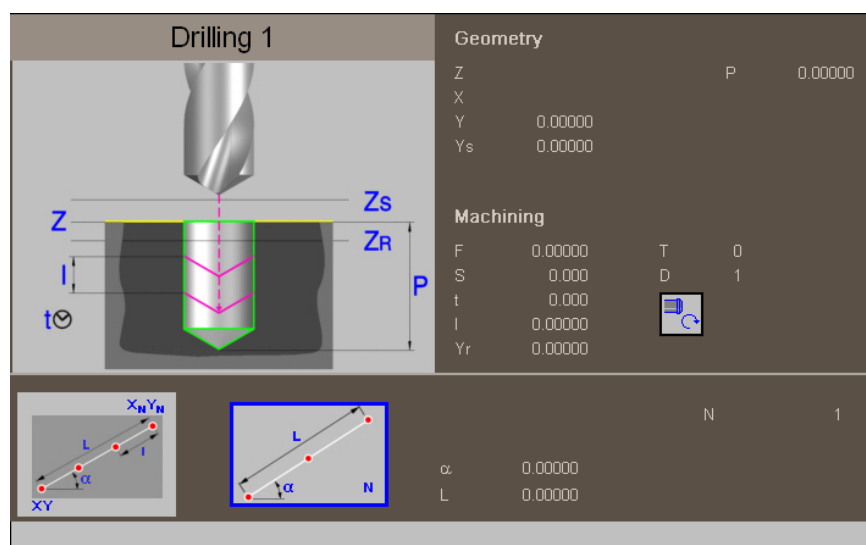 Drilling 1
Z
I
t
ZS
ZR
P
Geometry
Z P 0.00000
X
Y 0.00000
Ys 0.00000
Machining
F 0.00000 T 0
S 0.000 D 1
t 0.000
I 0.00000
Yr 0.00000
XNYN
L
I
α
XY
L
α
N
N 1
α 0.00000
L 0.00000